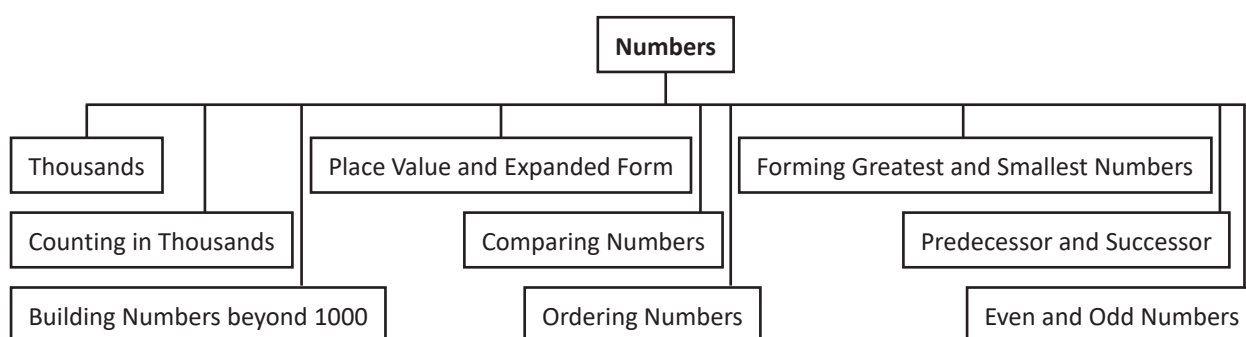 Numbers
Thousands
Place Value and Expanded Form
Forming Greatest and Smallest Numbers
Counting in Thousands
Comparing Numbers
Predecessor and Successor
Building Numbers beyond 1000
Ordering Numbers
Even and Odd Numbers